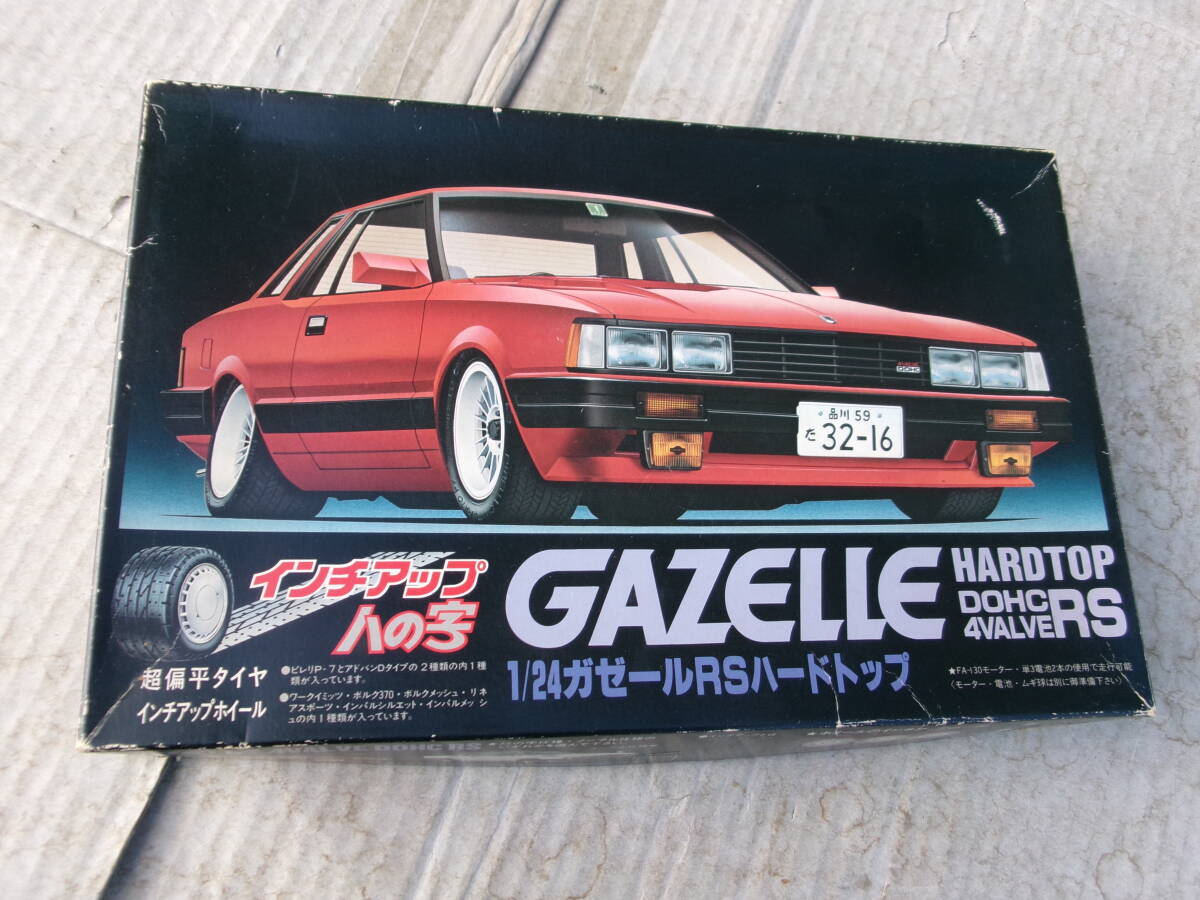 DOHC
品川 59
た 32-16
インチアップ
ハの字
超偏平タイヤ
インチアップホイール
●ピレリP-7とアドバンDタイプの2種類の内1種
類が入っています。
●ワークイミッツ・ボルク370・ボルクメッシュ・リネ
アスポーツ・インパルシルエット・インパルメッシ
ュの内1種類が入っています。
GAZELLE
HARDTOP
DOHC
4VALVE RS
1/24ガゼールRSハードトップ
★FA-130モーター・単3電池2本の使用で走行可能
〈モーター・電池・ムギ球は別に御準備下さい〉
DOHC RS